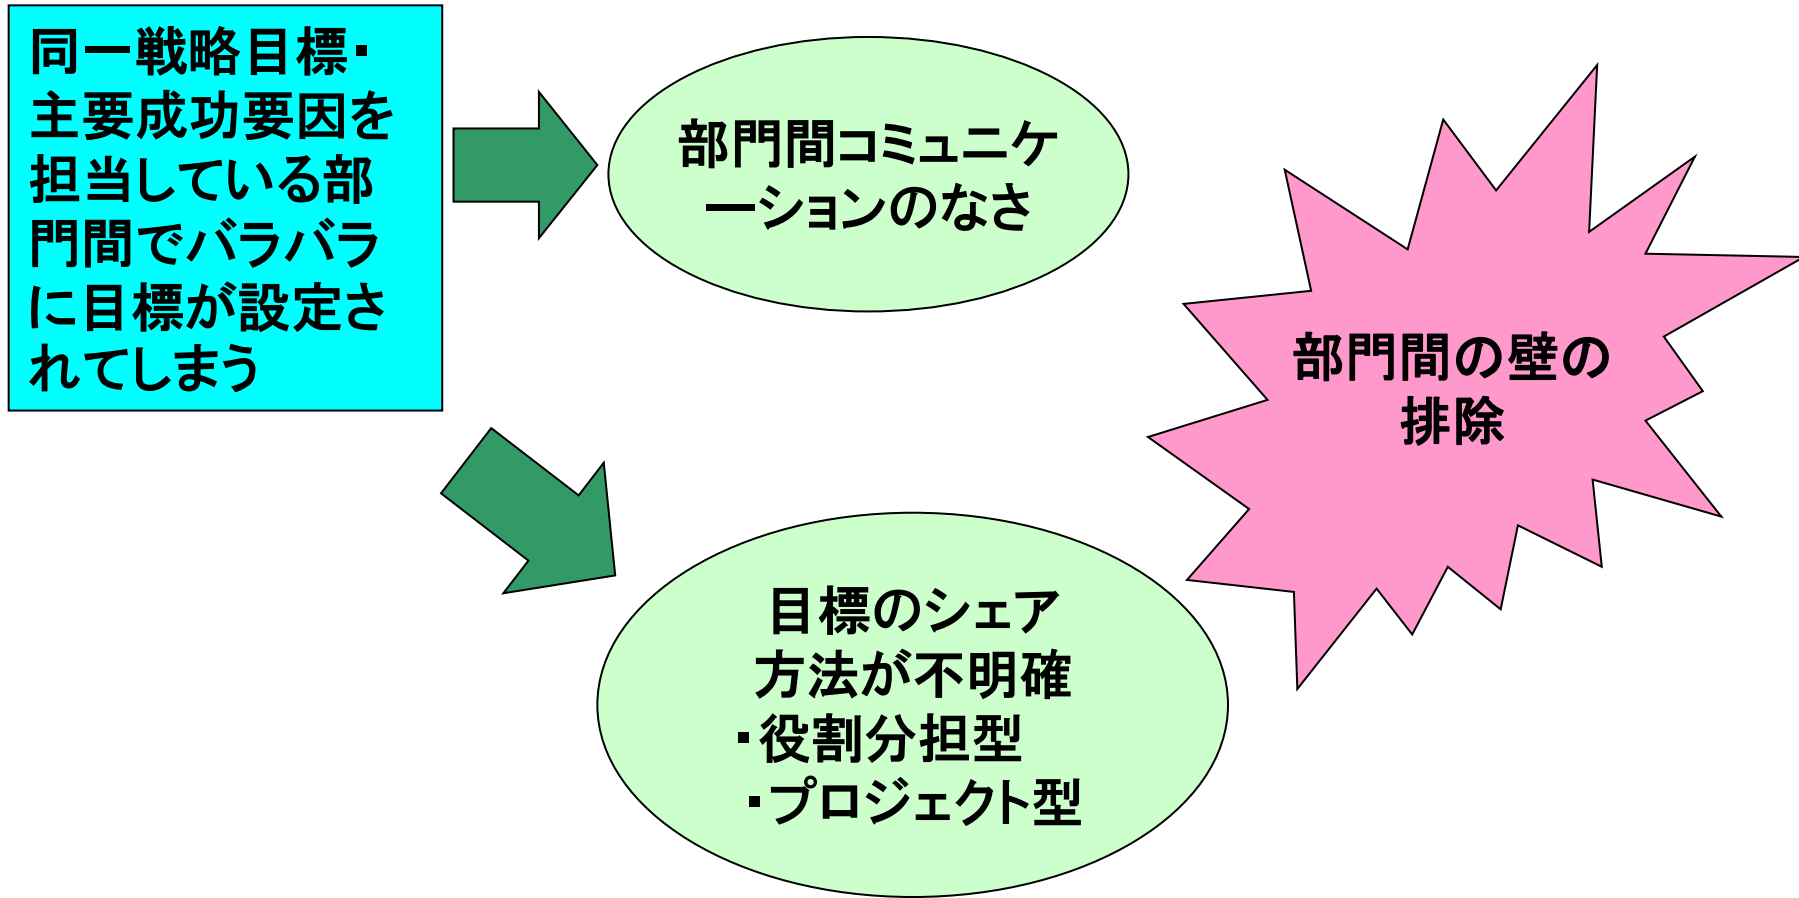 同一戦略目標・
主要成功要因を
担当している部
門間でバラバラ
に目標が設定さ
れてしまう
部門間コミュニケ
ーションのなさ
部門間の壁の
排除
目標のシェア
方法が不明確
・役割分担型
・プロジェクト型